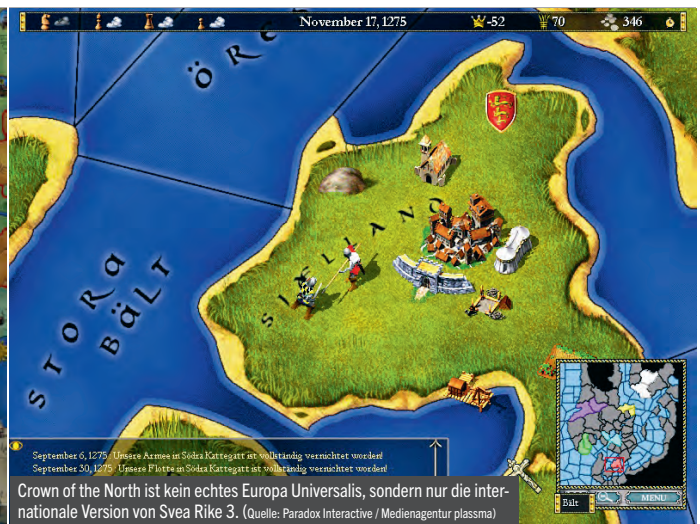 November 17, 1275
-52
70
346
ÖRE
STORA
BÄLT
SJÆLLAND
September 6, 1275 : Unsere Armee in Södra Kattegatt ist vollständig vernichtet worden!
September 30, 1275 : Unsere Flotte in Södra Kattegatt ist vollständig vernichtet worden!
Bält
MENU
Crown of the North ist kein echtes Europa Universalis, sondern nur die inter-
nationale Version von Svea Rike 3. (Quelle: Paradox Interactive / Medienagentur plassma)